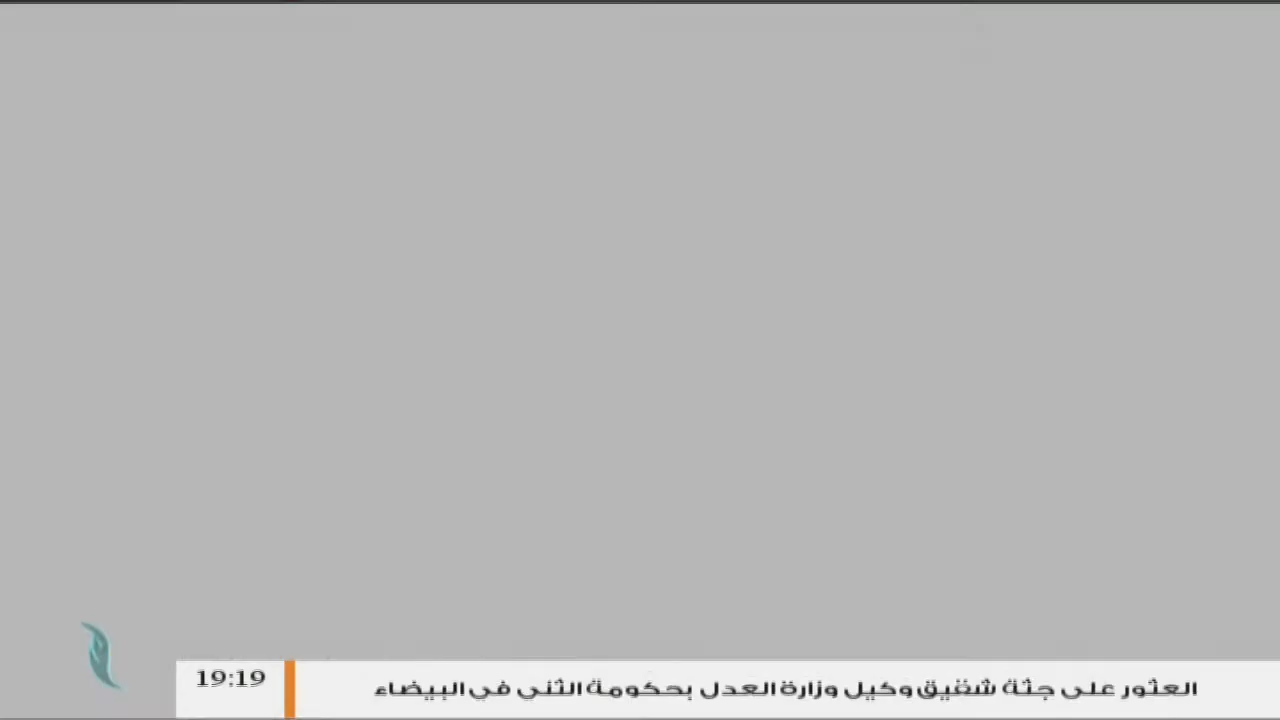 العثور على جثة شقيق وكيل وزارة العدل بحكومة الثني في البيضاء
19:19